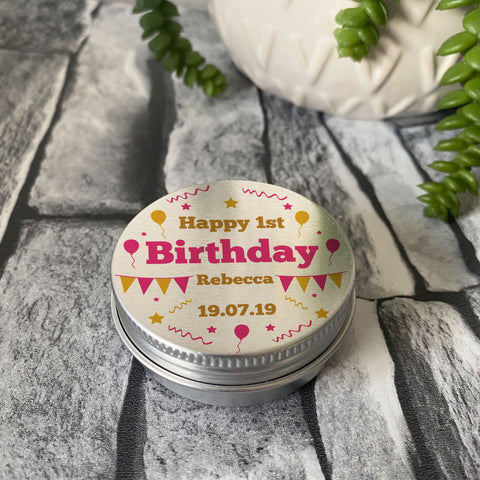 Happy 1st
Birthday
Rebecca
19.07.19